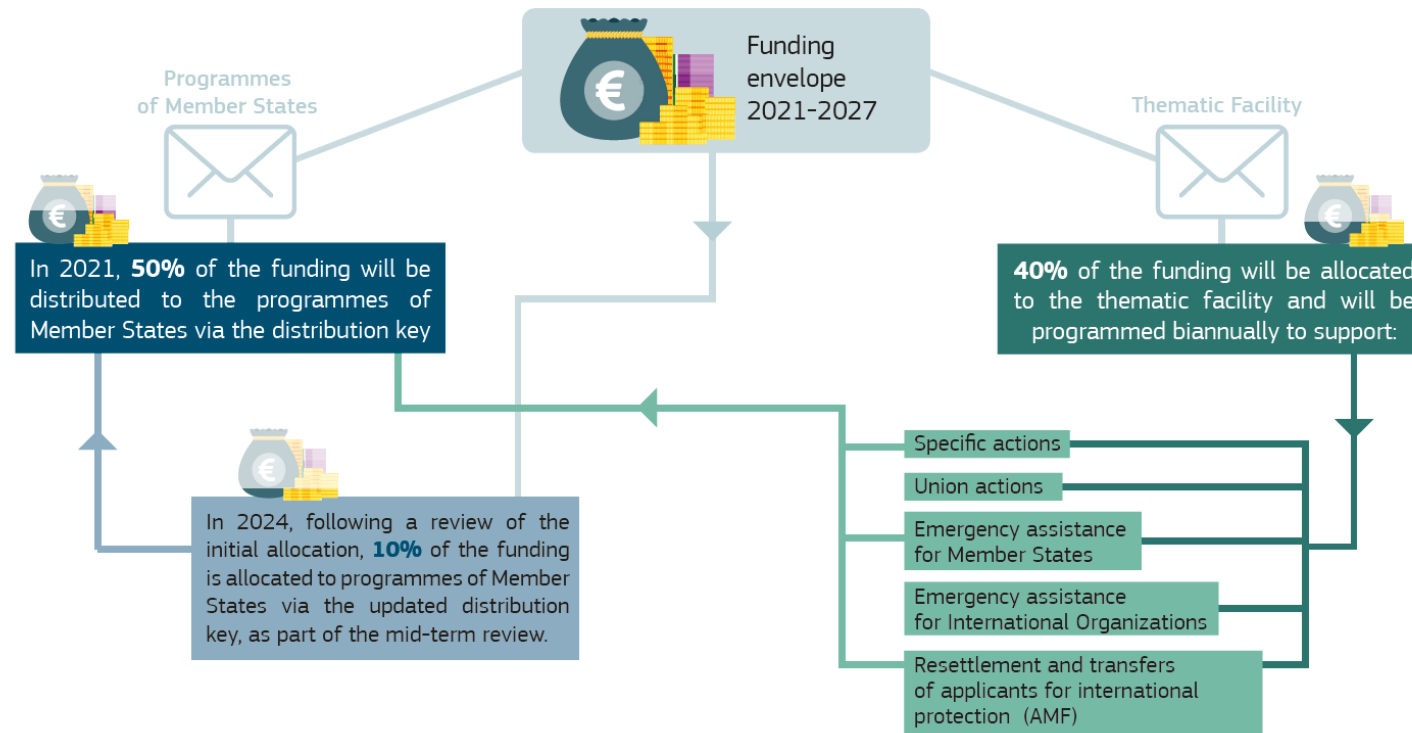 Funding
envelope
2021-2027
Programmes
of Member States
Thematic Facility
€
€
€
€
In 2021, 50% of the funding will be
distributed to the programmes of
Member States via the distribution key
40% of the funding will be allocated
to the thematic facility and will be
programmed biannually to support:
Specific actions
Union actions
Emergency assistance
for Member States
Emergency assistance
for International Organizations
Resettlement and transfers
of applicants for international
protection (AMF)
In 2024, following a review of the
initial allocation, 10% of the funding
is allocated to programmes of Member
States via the updated distribution
key, as part of the mid-term review.